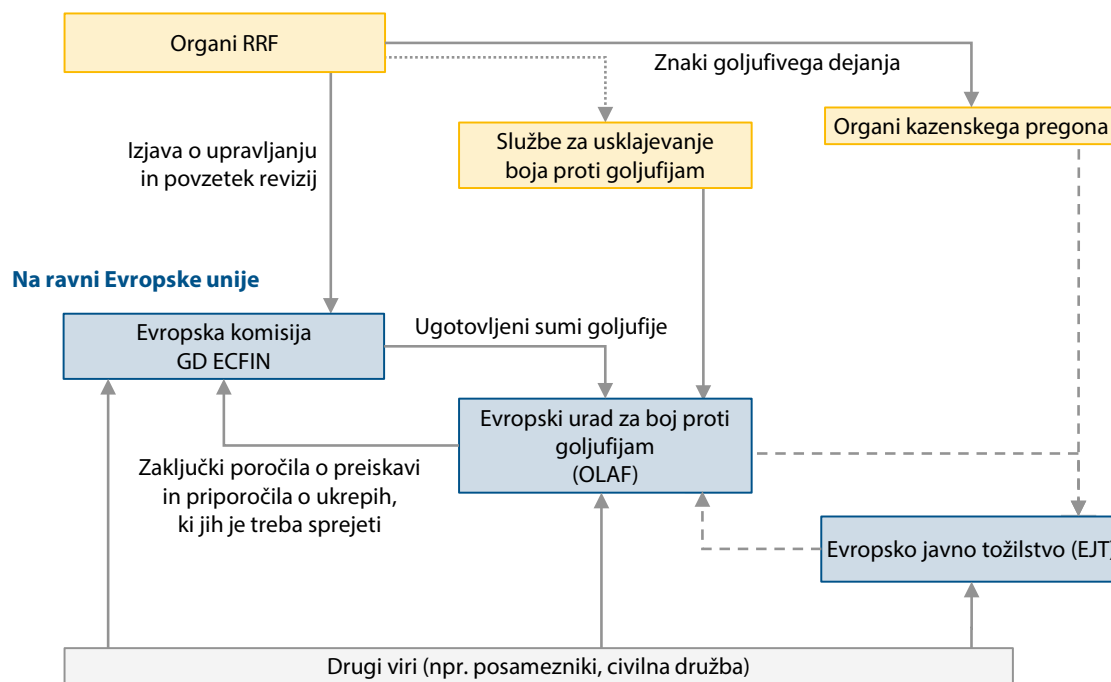 Organi RRF
Znaki goljufivega dejanja
Organi kazenskega pregona
Službe za usklajevanje
boja proti goljufijam
Izjava o upravljanju
in povzetek revizij
Na ravni Evropske unije
Evropska komisija
GD ECFIN
Ugotovljeni sumi goljufije
Evropski urad za boj proti
goljufijam
(OLAF)
Zaključki poročila o preiskavi
in priporočila o ukrepih,
ki jih je treba sprejeti
Evropsko javno tožilstvo (EJT)
Drugi viri (npr. posamezniki, civilna družba)